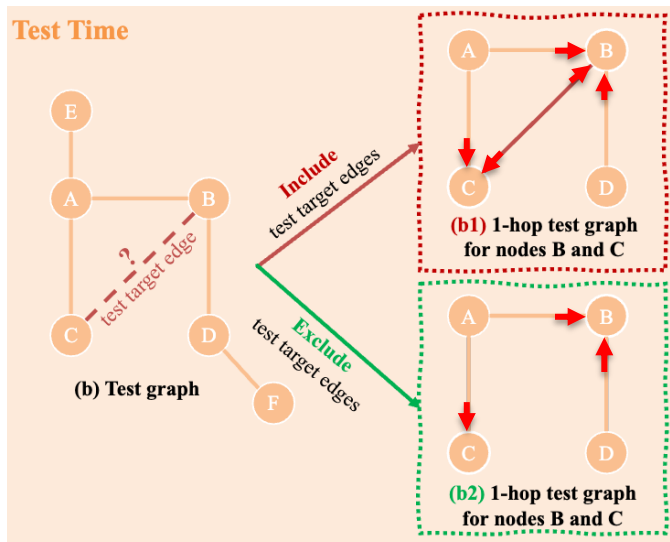 Test Time
E
A
B
?
test target edge
C
D
F
(b) Test graph
Include
test target edges
Exclude
test target edges
A
B
C
D
(b1) 1-hop test graph
for nodes B and C
A
B
C
D
(b2) 1-hop test graph
for nodes B and C